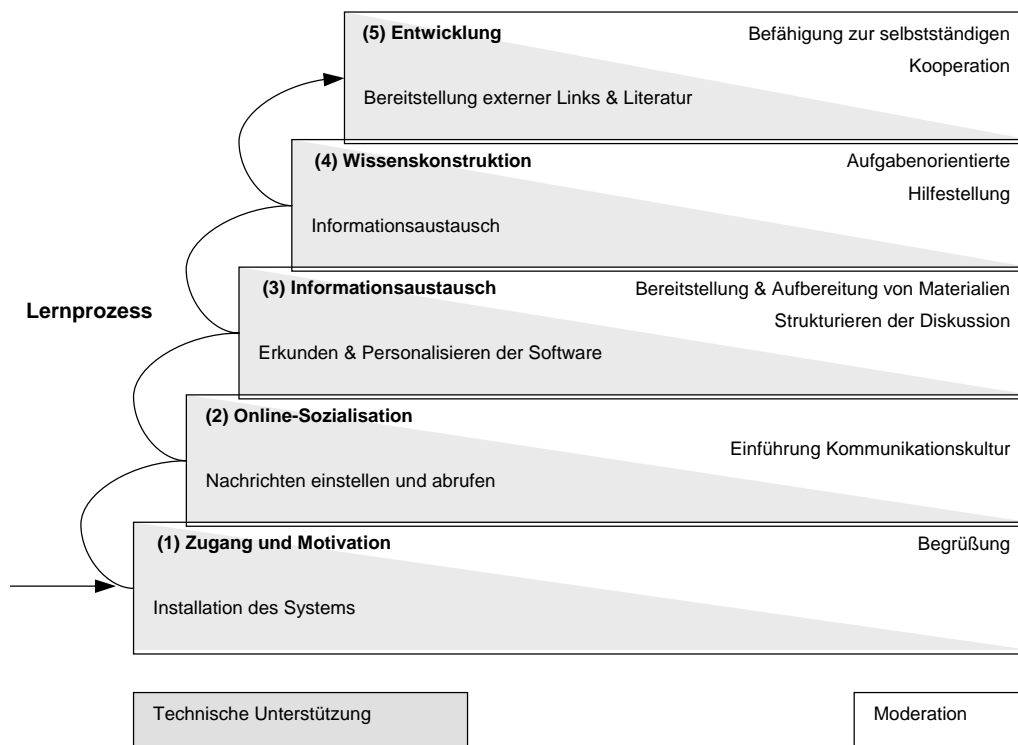 (5) Entwicklung
Befähigung zur selbstständigen
Kooperation
Bereitstellung externer Links & Literatur
(4) Wissenskonstruktion
Aufgabenorientierte
Hilfestellung
Informationsaustausch
(3) Informationsaustausch
Bereitstellung & Aufbereitung von Materialien
Strukturieren der Diskussion
Lernprozess
Erkunden & Personalisieren der Software
(2) Online-Sozialisation
Einführung Kommunikationskultur
Nachrichten einstellen und abrufen
(1) Zugang und Motivation
Begrüßung
Installation des Systems
Technische Unterstützung
Moderation